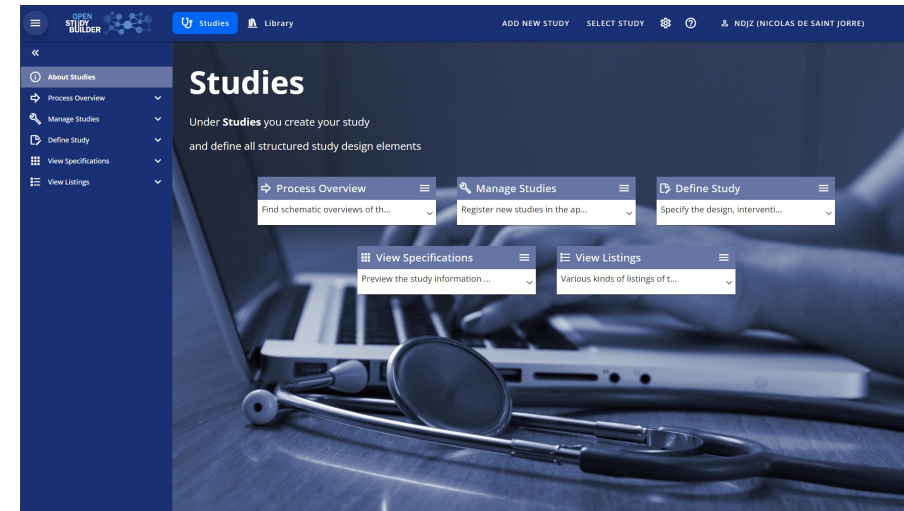 OPEN
STUDY
BUILDER
Studies
Library
ADD NEW STUDY
SELECT STUDY
NDJZ (NICOLAS DE SAINT JORRE)
About Studies
Process Overview
Manage Studies
Define Study
View Specifications
View Listings
Studies
Under Studies you create your study
and define all structured study design elements
Process Overview
Find schematic overviews of th...
Manage Studies
Register new studies in the ap...
Define Study
Specify the design, interventi...
View Specifications
Preview the study information ...
View Listings
Various kinds of listings of t...